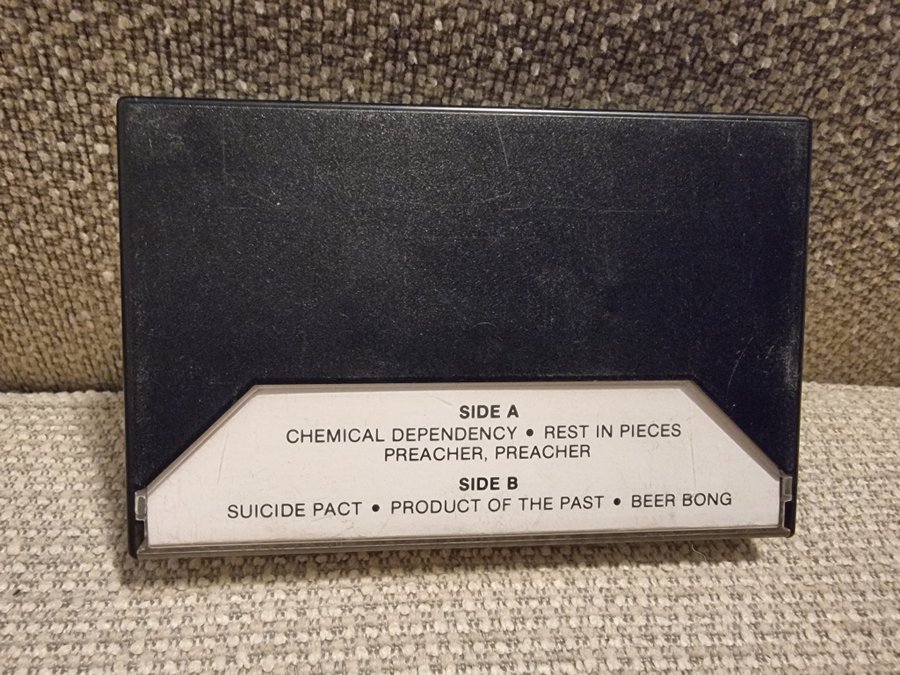 SIDE A
CHEMICAL DEPENDENCY • REST IN PIECES
PREACHER, PREACHER
SIDE B
SUICIDE PACT • PRODUCT OF THE PAST • BEER BONG